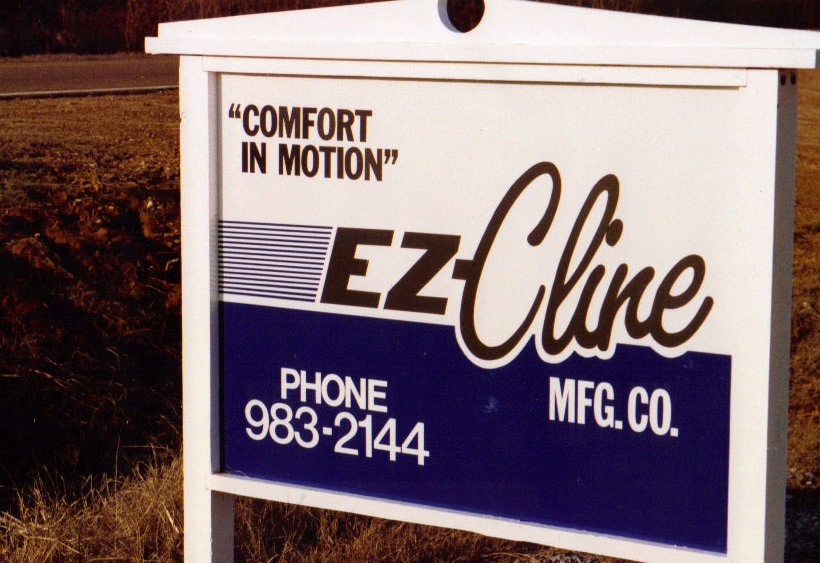 “COMFORT
IN MOTION”
EZ-Cline
MFG. CO.
PHONE
983-2144